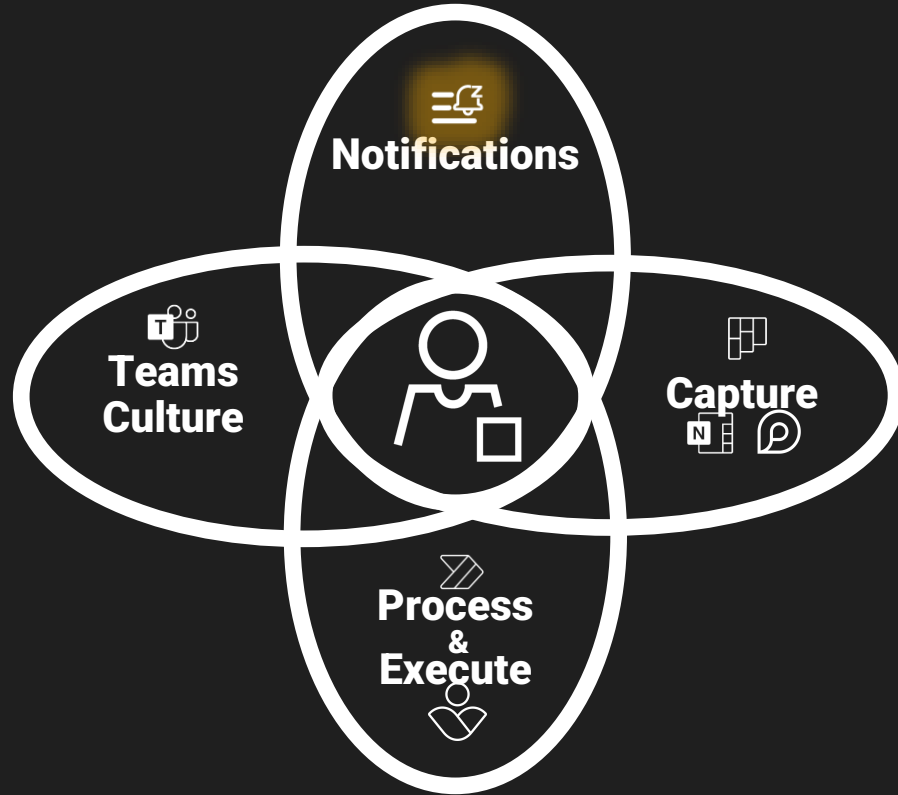 Z
Notifications
T
Teams
Culture
Capture
N
Process
&
Execute